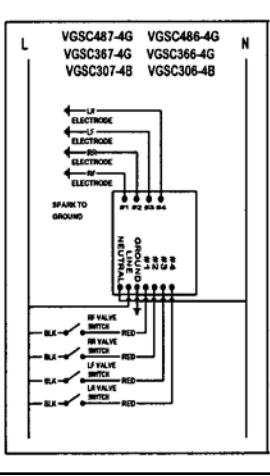 L VGSC487-4G VGSC486-4G N
VGSC367-4G VGSC366-4G
VGSC307-4B VGSC306-4B
LR
ELECTRODE
LF
ELECTRODE
RR
ELECTRODE
RF
ELECTRODE
SPARK TO
GROUND
#1 #2 #3 #4
NEUTRAL
LINE
GROUND
#1
#2
#3
#4
RF VALVE
BLK SWITCH RED
RR VALVE
BLK SWITCH RED
LF VALVE
BLK SWITCH RED
LR VALVE
BLK SWITCH RED